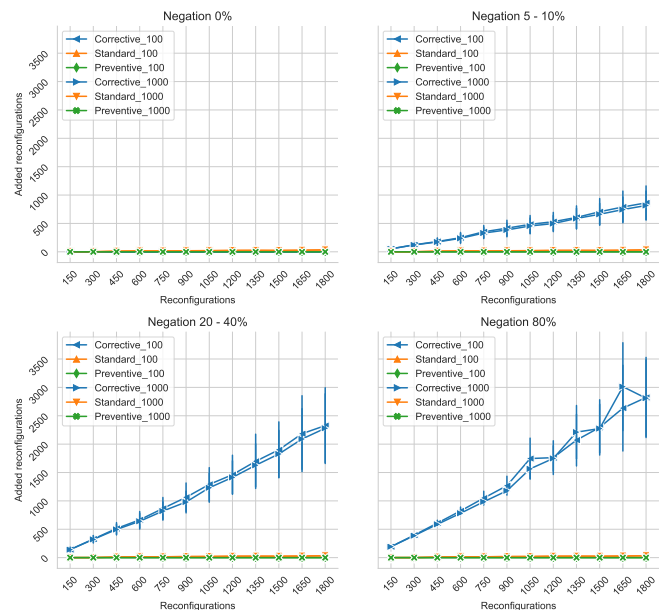 Negation 0%
Corrective_100
Standard_100
Preventive_100
Corrective_1000
Standard_1000
Preventive_1000
3500
3000
2500
2000
1500
1000
500
0
Added reconfigurations
150 300 450 600 750 900 1050 1200 1350 1500 1650 1800
Reconfigurations
Negation 5 - 10%
Corrective_100
Standard_100
Preventive_100
Corrective_1000
Standard_1000
Preventive_1000
150 300 450 600 750 900 1050 1200 1350 1500 1650 1800
Reconfigurations
Negation 20 - 40%
Corrective_100
Standard_100
Preventive_100
Corrective_1000
Standard_1000
Preventive_1000
3500
3000
2500
2000
1500
1000
500
0
Added reconfigurations
150 300 450 600 750 900 1050 1200 1350 1500 1650 1800
Reconfigurations
Negation 80%
Corrective_100
Standard_100
Preventive_100
Corrective_1000
Standard_1000
Preventive_1000
150 300 450 600 750 900 1050 1200 1350 1500 1650 1800
Reconfigurations